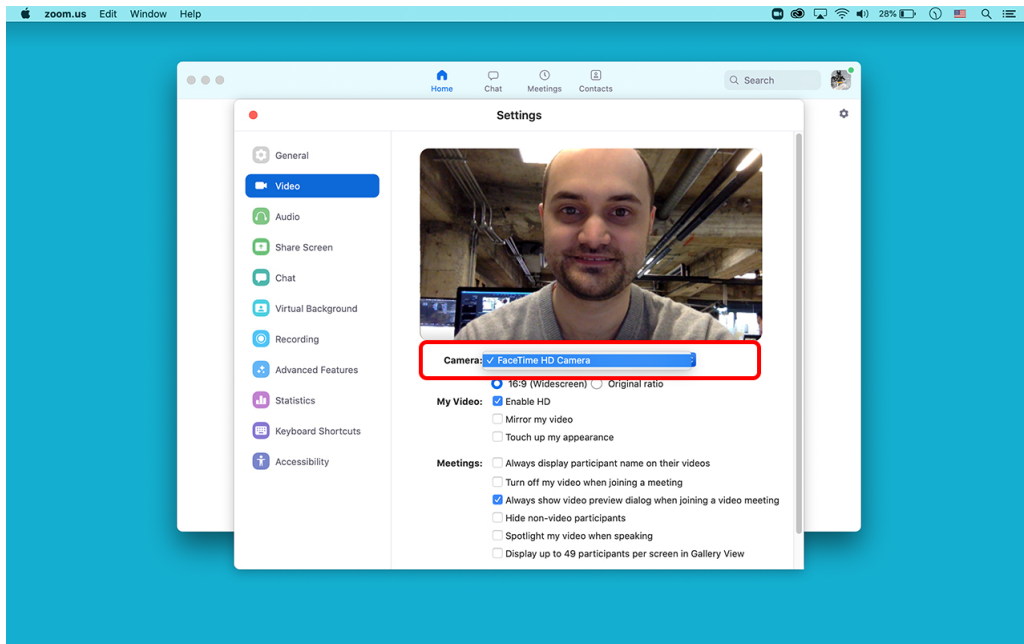 zoom.us Edit Window Help 28%
Home Chat Meetings Contacts
Search
Settings
General
Video
Audio
Share Screen
Chat
Virtual Background
Recording
Advanced Features
Statistics
Keyboard Shortcuts
Accessibility
Camera: ✓ FaceTime HD Camera
16:9 (Widescreen) Original ratio
My Video: Enable HD
Mirror my video
Touch up my appearance
Meetings: Always display participant name on their videos
Turn off my video when joining a meeting
Always show video preview dialog when joining a video meeting
Hide non-video participants
Spotlight my video when speaking
Display up to 49 participants per screen in Gallery View